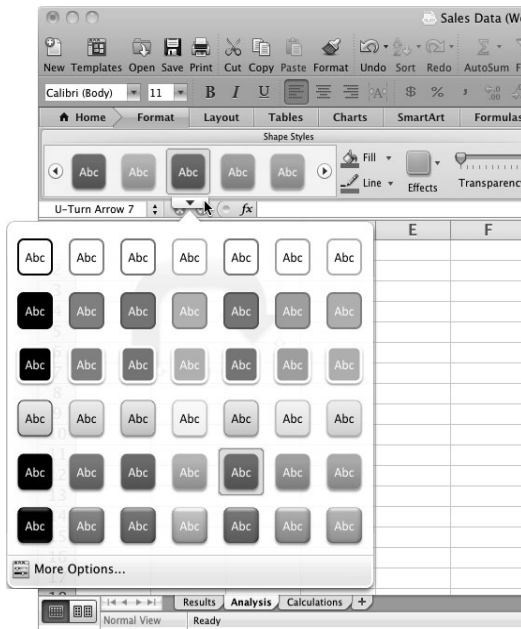 Sales Data (W
New Templates Open Save Print Cut Copy Paste Format Undo Sort Redo AutoSum F
Calibri (Body) 11 B I U A $ %
Home Format Layout Tables Charts SmartArt Formulas
Shape Styles
Abc Abc Abc Abc Abc Fill
Line Effects Transparenc
U-Turn Arrow 7 fx
E F
Abc Abc Abc Abc Abc Abc Abc
Abc Abc Abc Abc Abc Abc Abc
Abc Abc Abc Abc Abc Abc Abc
Abc Abc Abc Abc Abc Abc Abc
Abc Abc Abc Abc Abc Abc Abc
Abc Abc Abc Abc Abc Abc Abc
More Options...
Results Analysis Calculations +
Normal View Ready